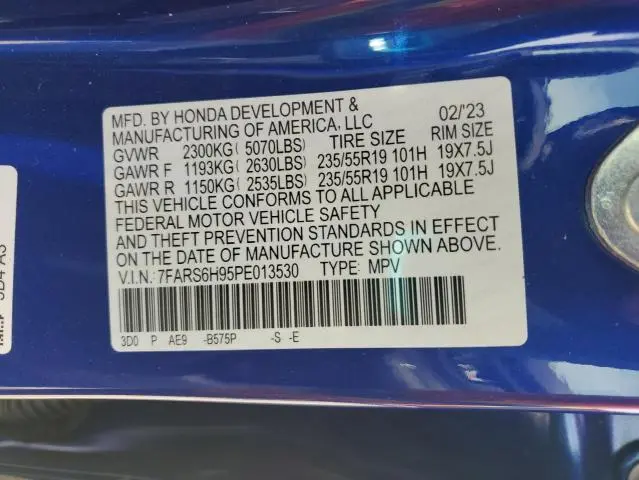 MFD. BY HONDA DEVELOPMENT & 02/'23
MANUFACTURING OF AMERICA, LLC
GVWR 2300KG( 5070LBS) TIRE SIZE RIM SIZE
GAWR F 1193KG( 2630LBS) 235/55R19 101H 19X7.5J
GAWR R 1150KG( 2535LBS) 235/55R19 101H 19X7.5J
THIS VEHICLE CONFORMS TO ALL APPLICABLE
FEDERAL MOTOR VEHICLE SAFETY
AND THEFT PREVENTION STANDARDS IN EFFECT
ON THE DATE OF MANUFACTURE SHOWN ABOVE.
V.I.N.: 7FARS6H95PE013530 TYPE: MPV
3D0 P AE9 -B575P -S -E